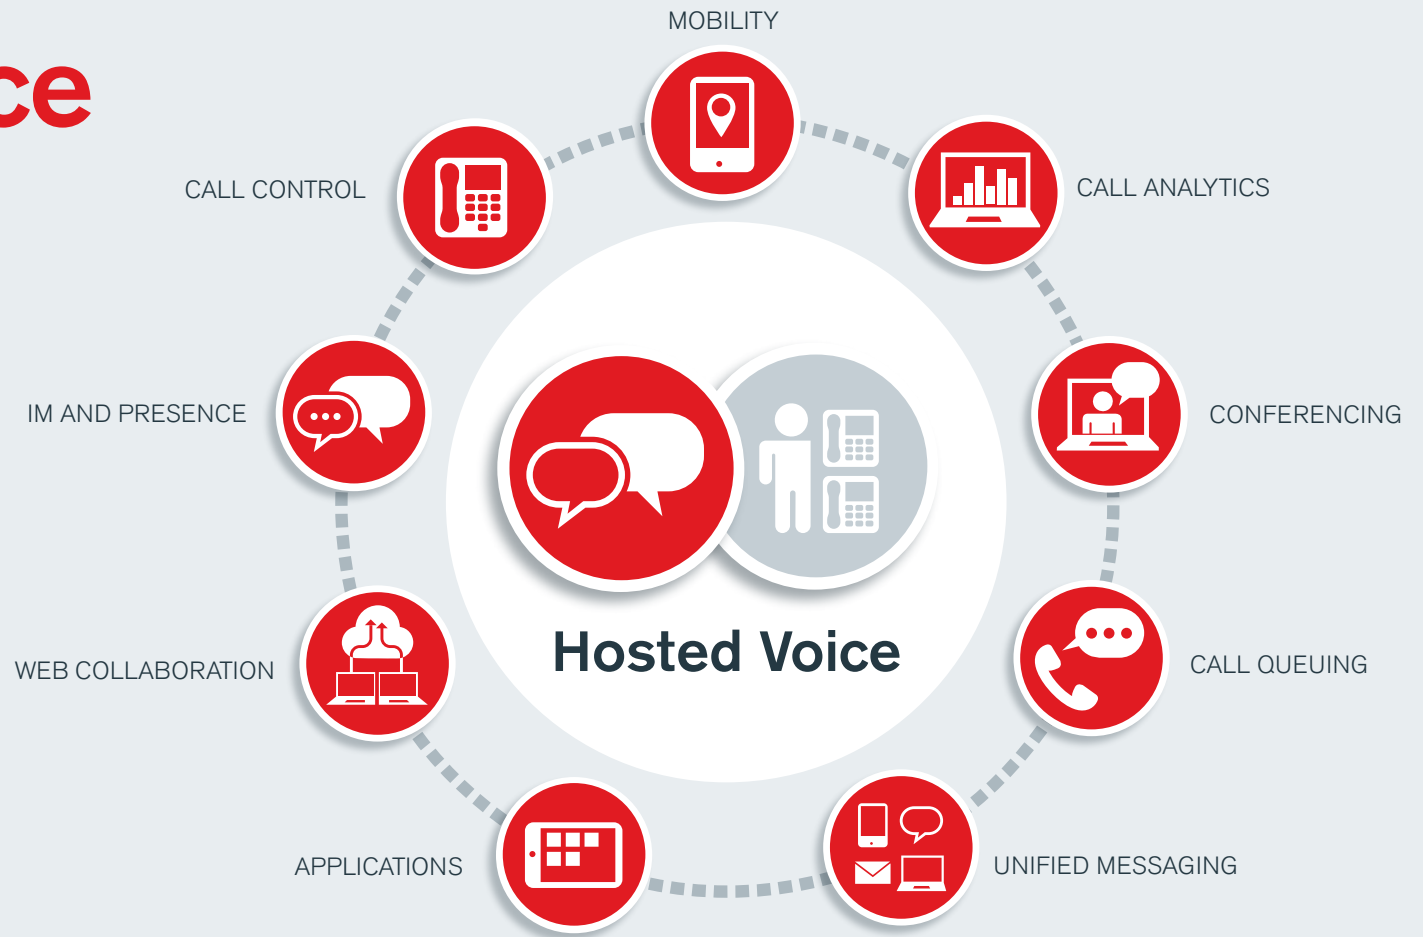 MOBILITY
ce
CALL CONTROL
CALL ANALYTICS
IM AND PRESENCE
CONFERENCING
Hosted Voice
WEB COLLABORATION
CALL QUEUING
APPLICATIONS
UNIFIED MESSAGING